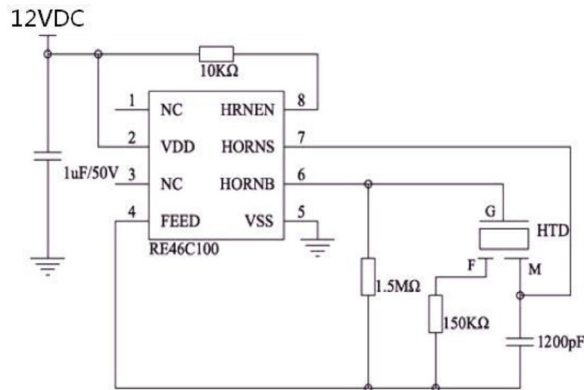 12VDC
10KΩ
1 NC HRNEN 8
2 VDD HORNS 7
1uF/50V
3 NC HORNB 6
4 FEED VSS 5
RE46C100
G
HTD
F M
1.5MΩ
150KΩ
1200pF